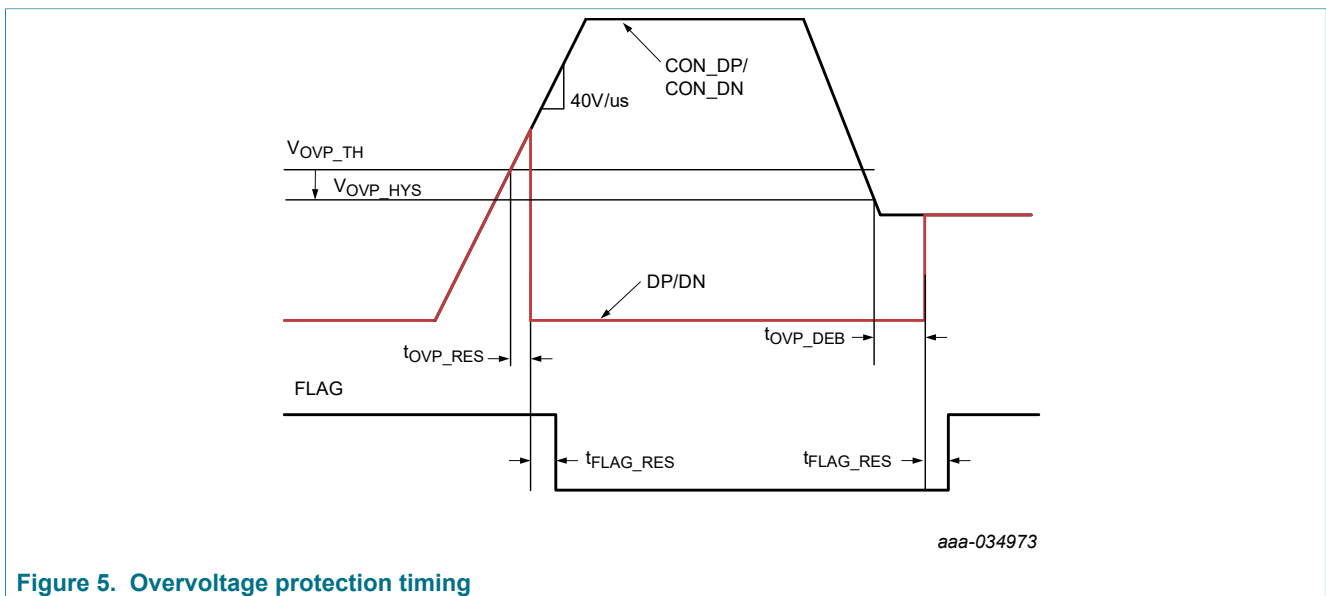 CON_DP/
CON_DN
40V/us
VOVP_TH
VOVP_HYS
DP/DN
tOVP_RES
tOVP_DEB
FLAG
tFLAG_RES
tFLAG_RES
aaa-034973
Figure 5. Overvoltage protection timing